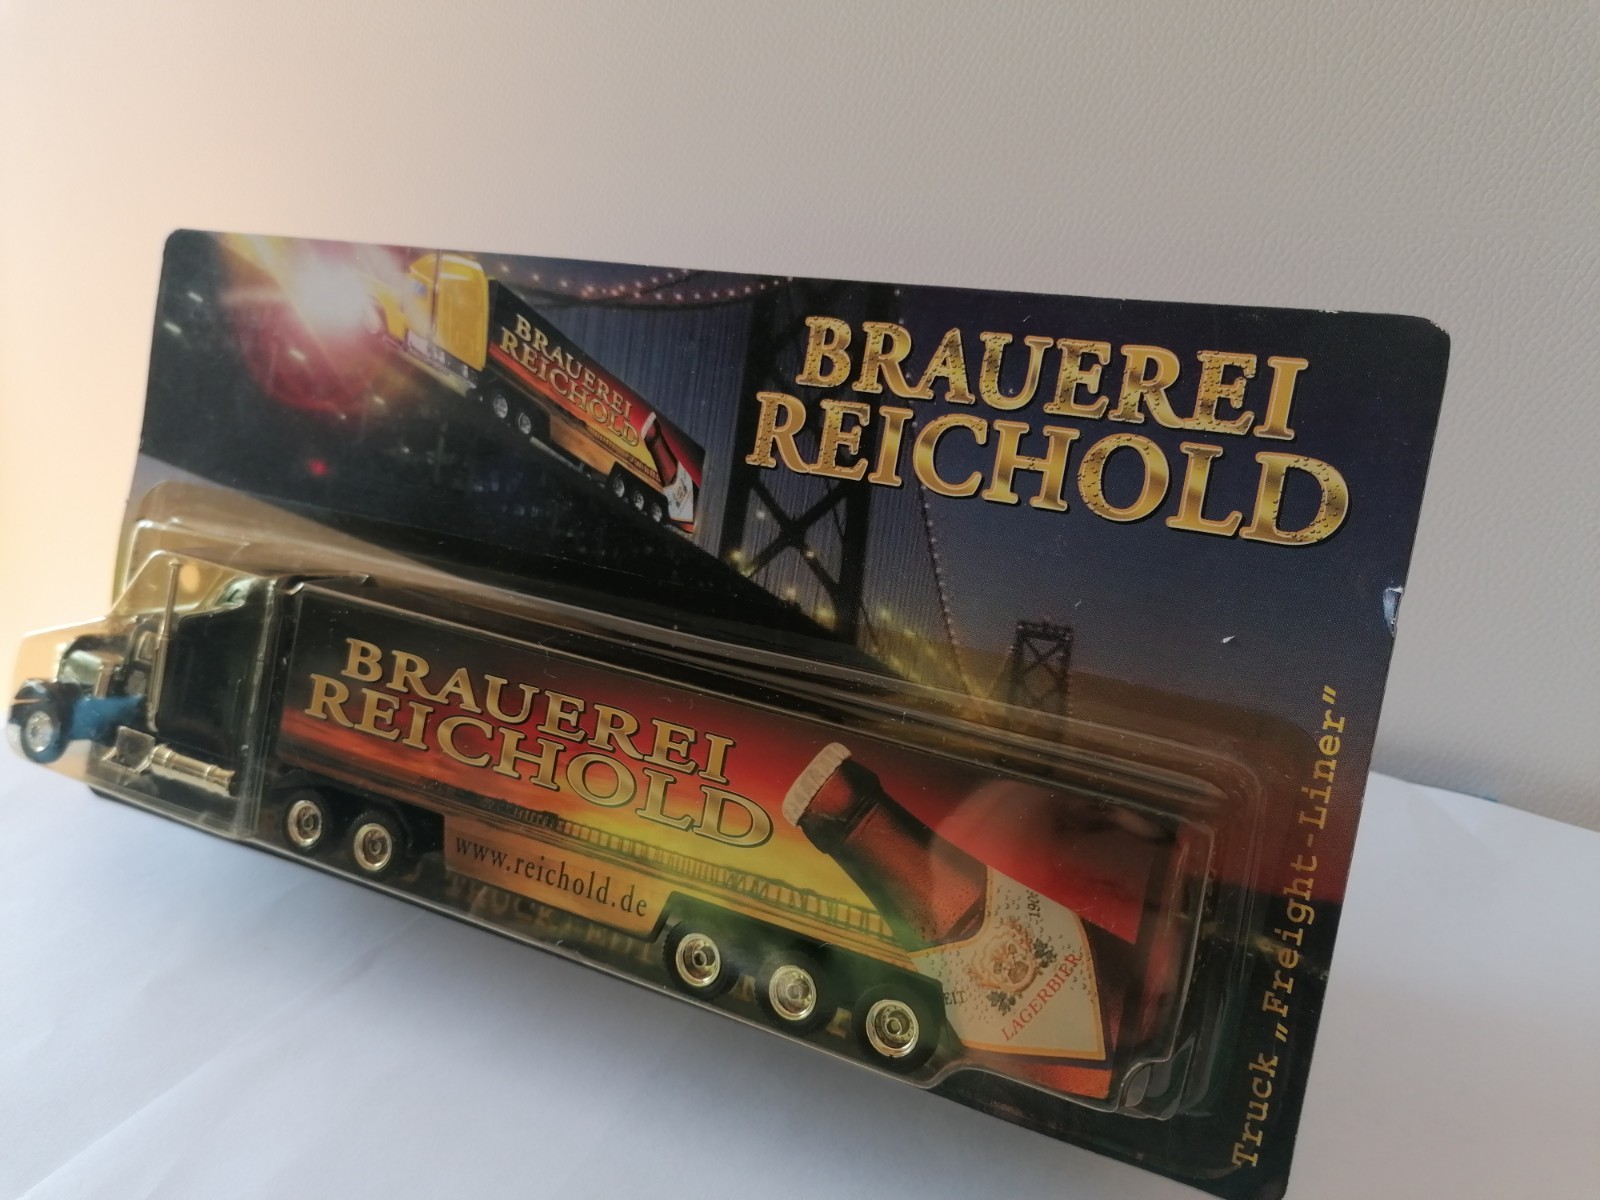 BRAUEREI
REICHOLD
BRAUEREI
REICHOLD
BRAUEREI
REICHOLD
www.reichold.de
LAGERBIER
Truck „Freight-Liner”